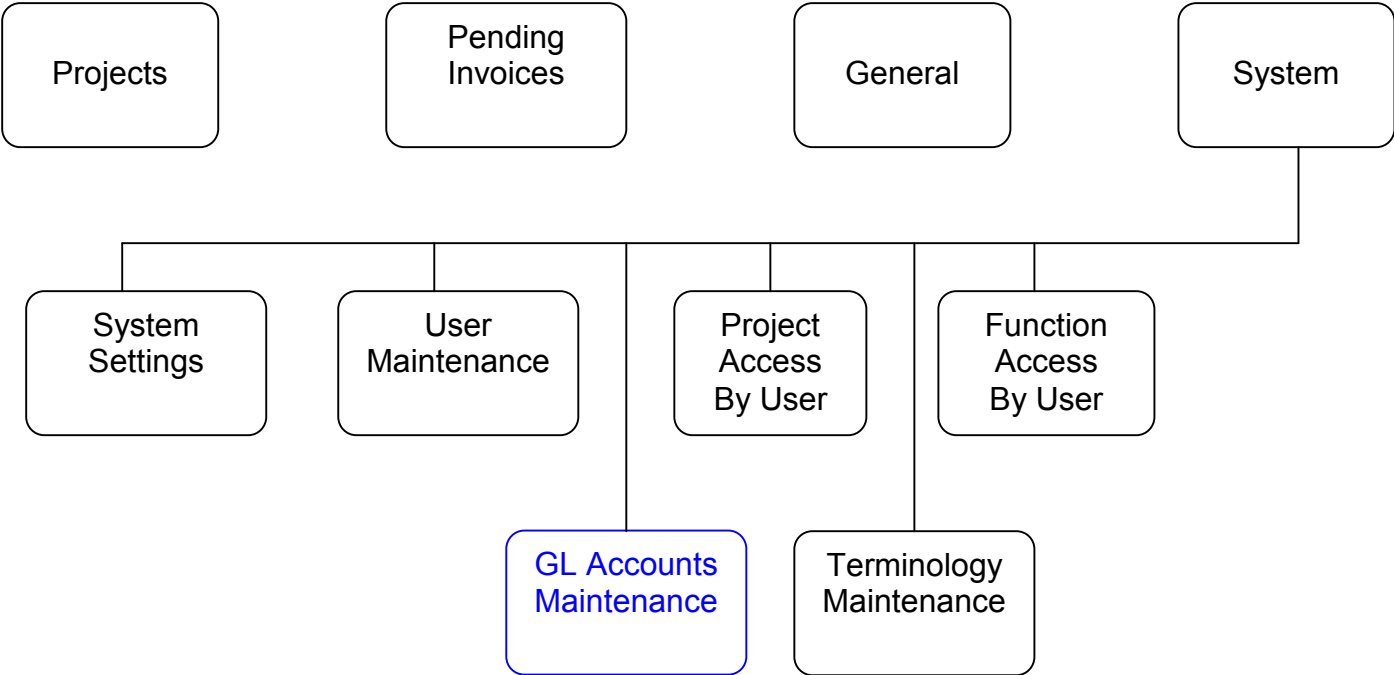 Projects
Pending
Invoices
General
System
System
Settings
User
Maintenance
Project
Access
By User
Function
Access
By User
GL Accounts
Maintenance
Terminology
Maintenance